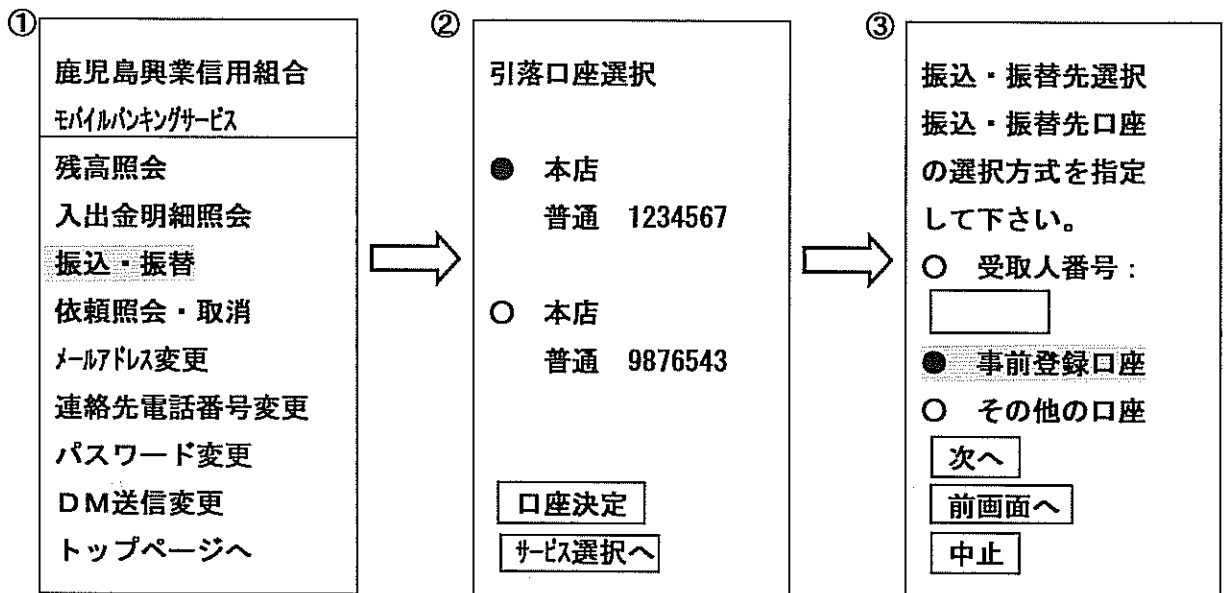 ①
鹿児島興業信用組合
モバイルバンキングサービス
残高照会
入出金明細照会
振込・振替
依頼照会・取消
メールアドレス変更
連絡先電話番号変更
パスワード変更
DM送信変更
トップページへ
②
引落口座選択
● 本店
普通 1234567
○ 本店
普通 9876543
口座決定
サービス選択へ
③
振込・振替先選択
振込・振替先口座
の選択方式を指定
して下さい。
○ 受取人番号：
● 事前登録口座
○ その他の口座
次へ
前画面へ
中止